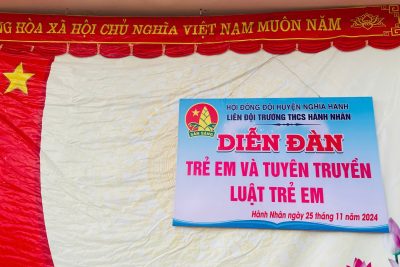 NG HÒA XÃ HỘI CHỦ NGHĨA VIỆT NAM MUÔN NĂM
HỘI ĐỒNG ĐỘI HUYỆN NGHĨA HÀNH
LIÊN ĐỘI TRƯỜNG THCS HÀNH NHÂN
SẴN SÀNG
DIỄN ĐÀN
TRẺ EM VÀ TUYÊN TRUYỀN
LUẬT TRẺ EM
Hành Nhân ngày 25 tháng 11 năm 2024